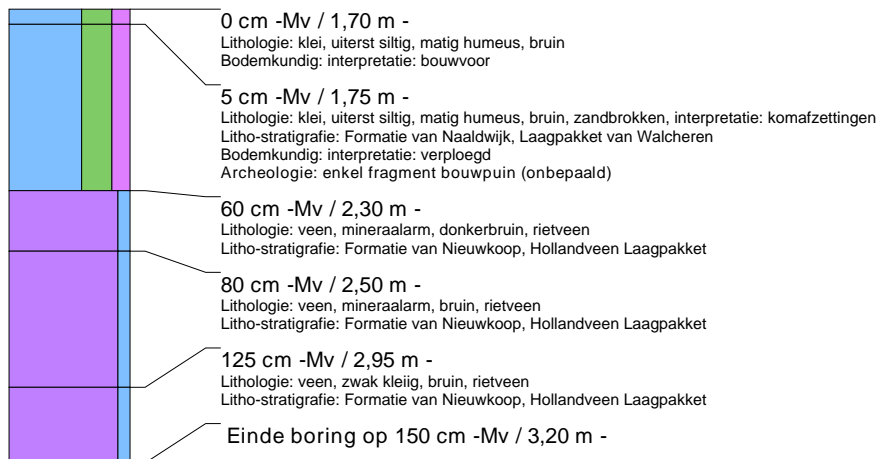 0 cm -Mv / 1,70 m -
Lithologie: klei, uiterst siltig, matig humeus, bruin
Bodemkundig: interpretatie: bouwvoor
5 cm -Mv / 1,75 m -
Lithologie: klei, uiterst siltig, matig humeus, bruin, zandbrokken, interpretatie: komafzettingen
Litho-stratigrafie: Formatie van Naaldwijk, Laagpakket van Walcheren
Bodemkundig: interpretatie: verploegd
Archeologie: enkel fragment bouwpuin (onbepaald)
60 cm -Mv / 2,30 m -
Lithologie: veen, mineraalarm, donkerbruin, rietveen
Litho-stratigrafie: Formatie van Nieuwkoop, Hollandveen Laagpakket
80 cm -Mv / 2,50 m -
Lithologie: veen, mineraalarm, bruin, rietveen
Litho-stratigrafie: Formatie van Nieuwkoop, Hollandveen Laagpakket
125 cm -Mv / 2,95 m -
Lithologie: veen, zwak kleiig, bruin, rietveen
Litho-stratigrafie: Formatie van Nieuwkoop, Hollandveen Laagpakket
Einde boring op 150 cm -Mv / 3,20 m -